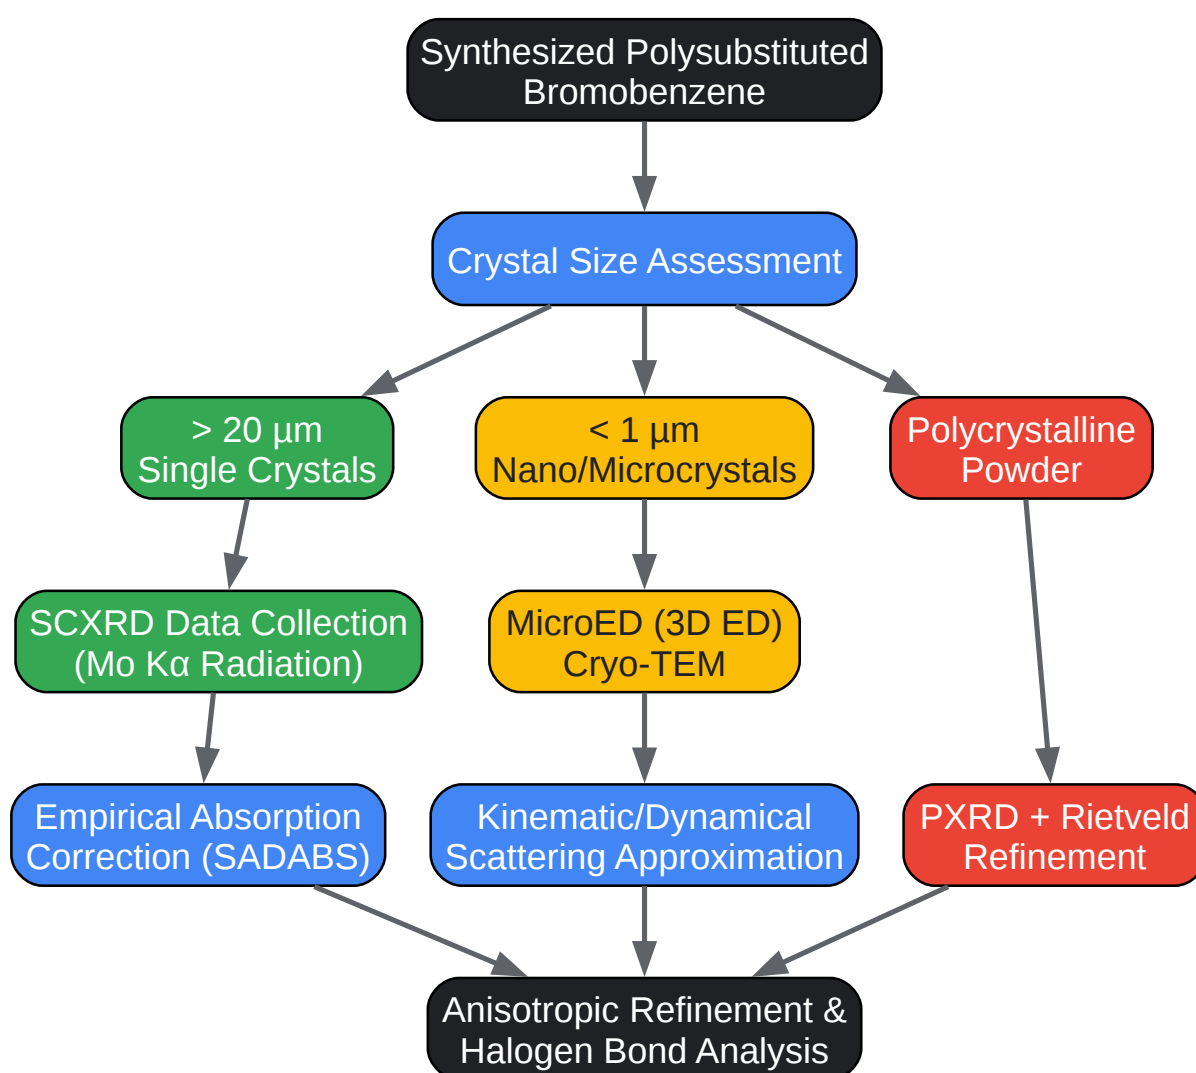 Synthesized Polysubstituted
Bromobenzene
Crystal Size Assessment
> 20 µm
Single Crystals
< 1 µm
Nano/Microcrystals
Polycrystalline
Powder
SCXRD Data Collection
(Mo Kα Radiation)
MicroED (3D ED)
Cryo-TEM
Empirical Absorption
Correction (SADABS)
Kinematic/Dynamical
Scattering Approximation
PXRD + Rietveld
Refinement
Anisotropic Refinement &
Halogen Bond Analysis